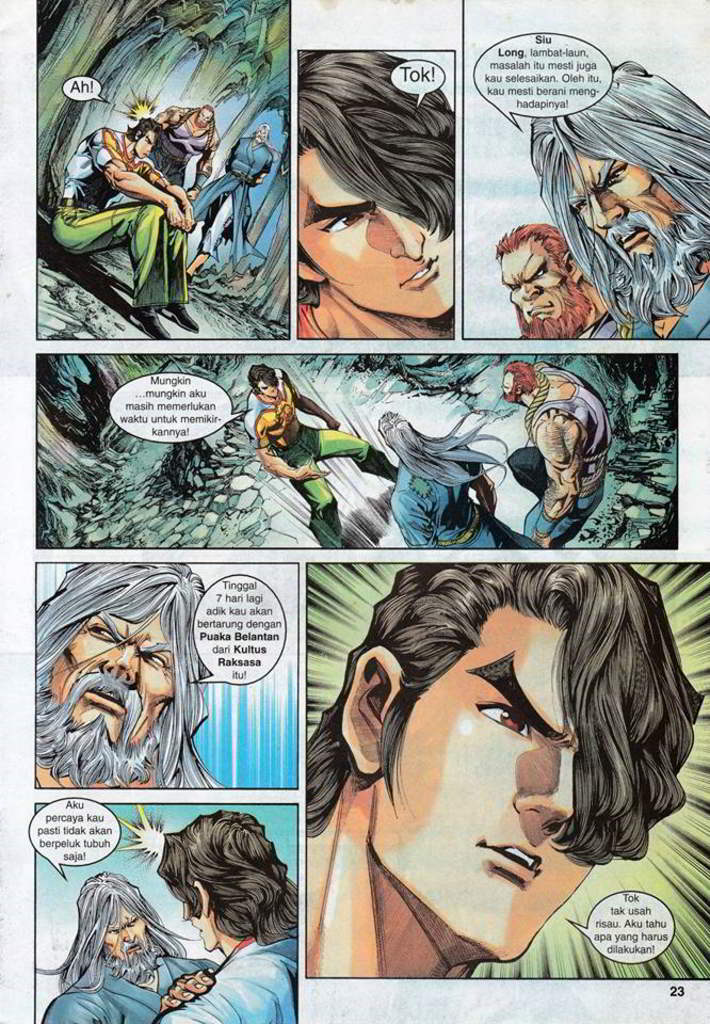 Ah!
Tok!
Siu
Long, lambat-laun,
masalah itu mesti juga
kau selesaikan. Oleh itu,
kau mesti berani meng-
hadapinya!
Mungkin
...mungkin aku
masih memerlukan
waktu untuk memikir-
kannya!
Tinggal
7 hari lagi
adik kau akan
bertarung dengan
Puaka Belantan
dari Kultus
Raksasa
itu!
Aku
percaya kau
pasti tidak akan
berpeluk tubuh
saja!
Tok
tak usah
risau. Aku tahu
apa yang harus
dilakukan!
23